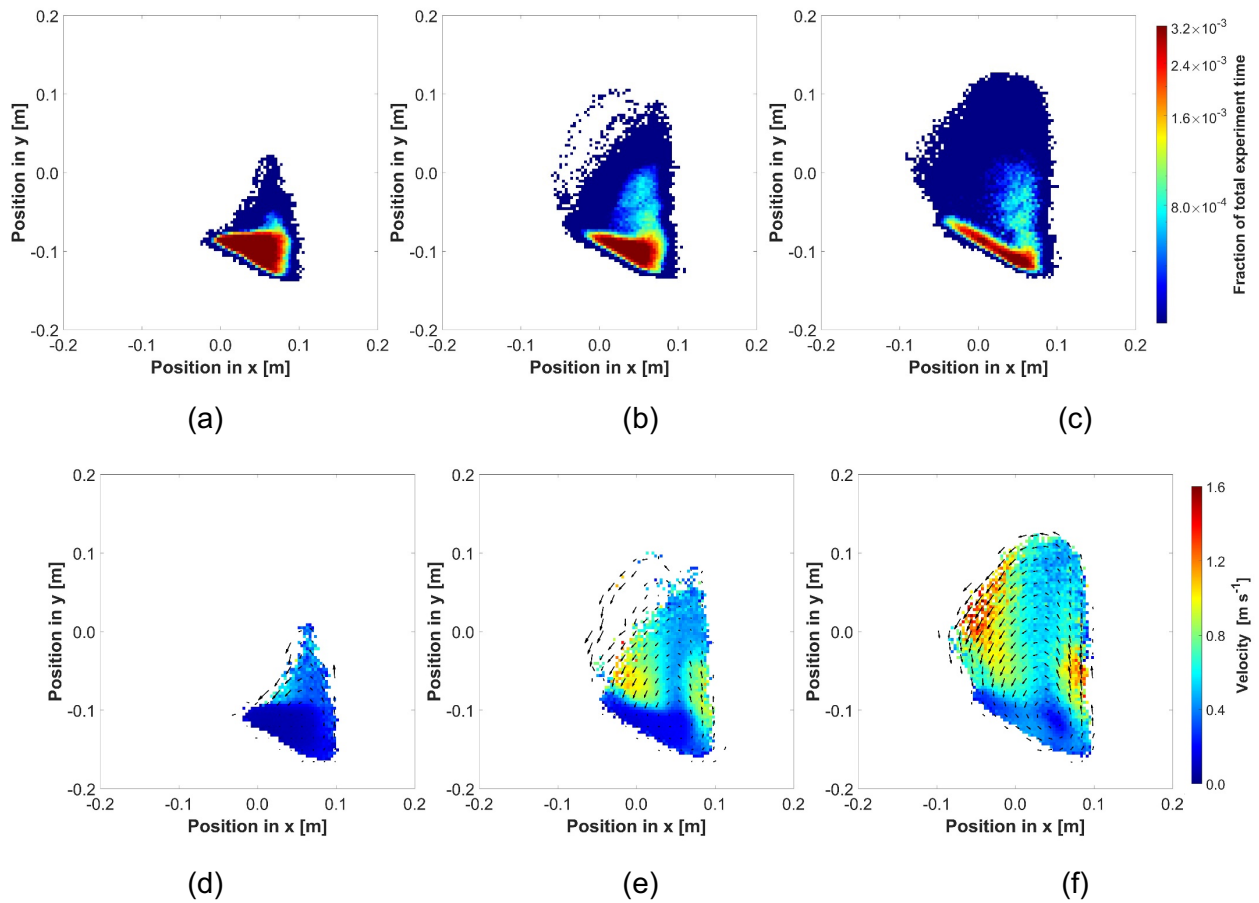 0.2
0.1
0.0
-0.1
-0.2
Position in y [m]
-0.2 -0.1 0.0 0.1 0.2
Position in x [m]
(a)
0.2
0.1
0.0
-0.1
-0.2
Position in y [m]
-0.2 -0.1 0.0 0.1 0.2
Position in x [m]
(b)
0.2
0.1
0.0
-0.1
-0.2
Position in y [m]
-0.2 -0.1 0.0 0.1 0.2
Position in x [m]
(c)
3.2×10⁻³
2.4×10⁻³
1.6×10⁻³
8.0×10⁻⁴
Fraction of total experiment time
0.2
0.1
0.0
-0.1
-0.2
Position in y [m]
-0.2 -0.1 0.0 0.1 0.2
Position in x [m]
(d)
0.2
0.1
0.0
-0.1
-0.2
Position in y [m]
-0.2 -0.1 0.0 0.1 0.2
Position in x [m]
(e)
0.2
0.1
0.0
-0.1
-0.2
Position in y [m]
-0.2 -0.1 0.0 0.1 0.2
Position in x [m]
(f)
1.6
1.2
0.8
0.4
0.0
Velocity [m s⁻¹]